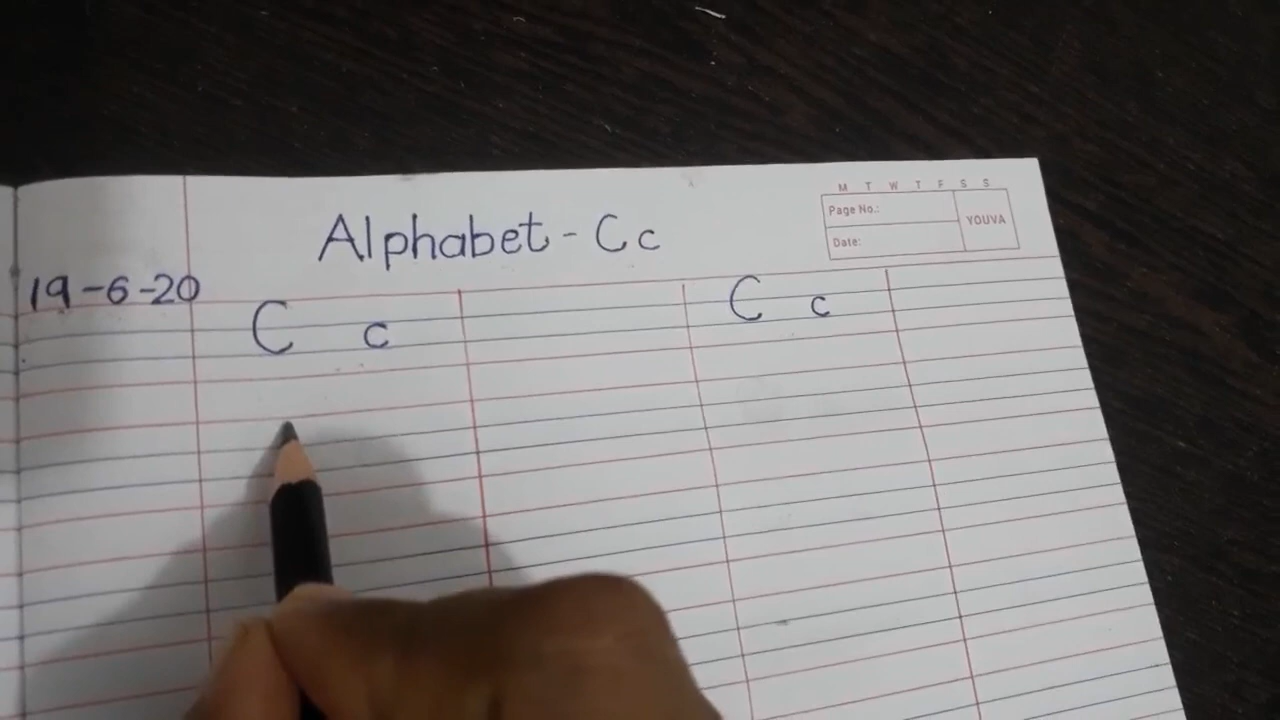 M T W T F S S
Page No.:
YOUVA
Date:
Alphabet - Cc
19-6-20
C c
C c